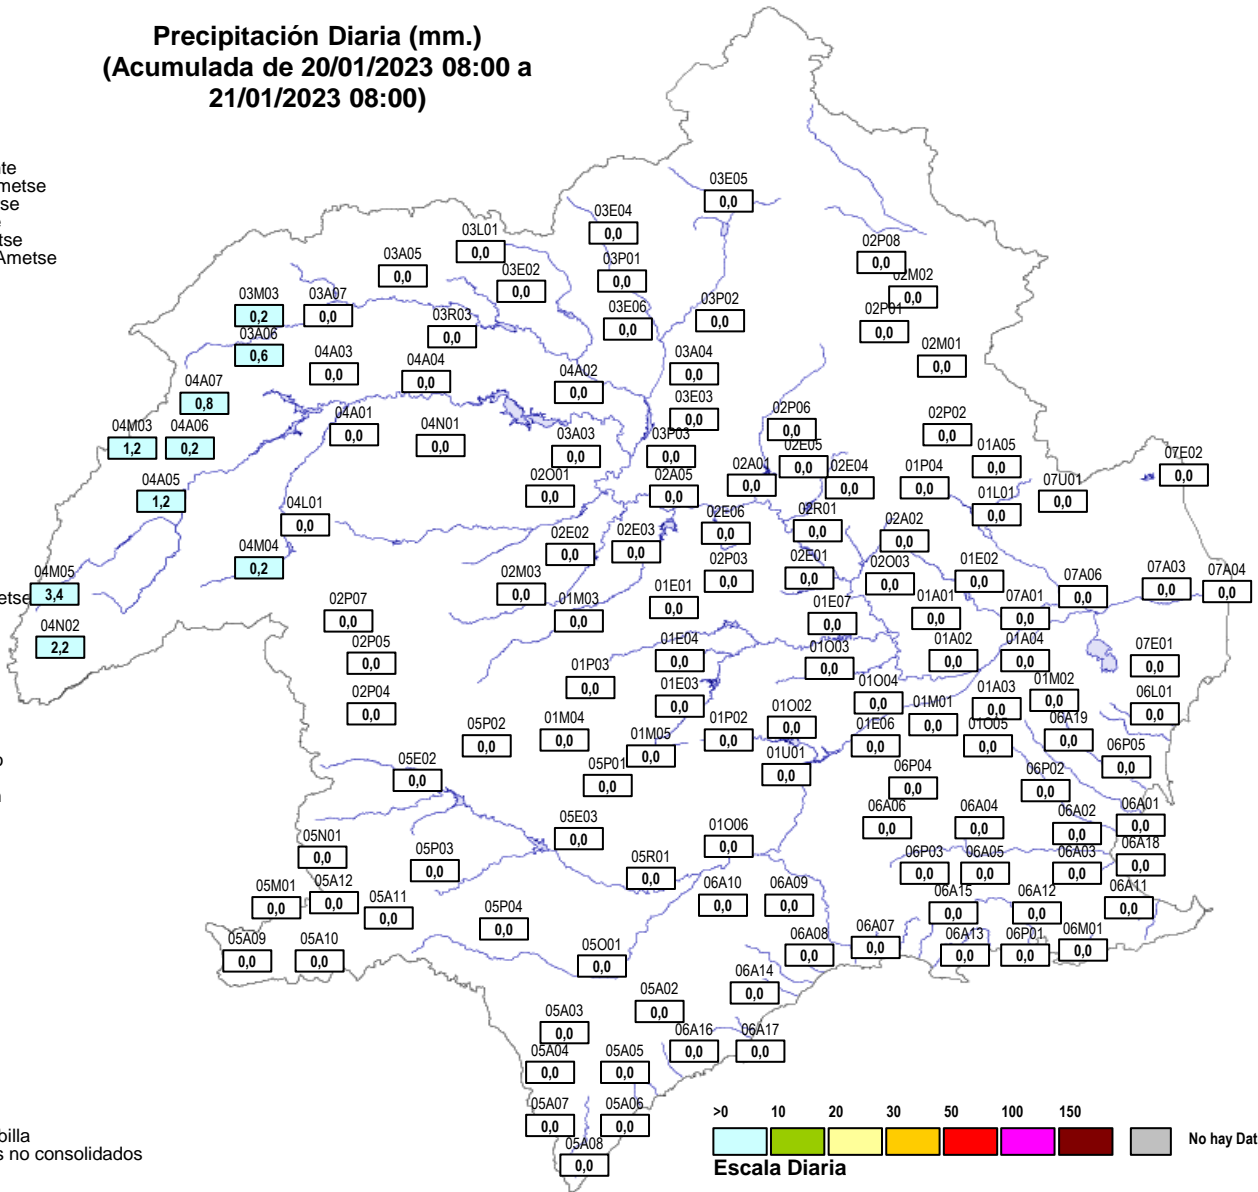 Precipitación Diaria (mm.)
(Acumulada de 20/01/2023 08:00 a
21/01/2023 08:00)
nte
metse
se
e
tse
Ametse
03E05
0,0
03E04
0,0
03L01
0,0
03A05
0,0
03P01
0,0
03E02
0,0
02P08
0,0
02M02
0,0
03M03
0,2
03A07
0,0
03R03
0,0
03E06
0,0
03P02
0,0
02P01
0,0
03A06
0,6
04A03
0,0
04A04
0,0
04A02
0,0
03A04
0,0
02M01
0,0
04A07
0,8
03E03
0,0
04M03
1,2
04A06
0,2
04A01
0,0
04N01
0,0
03A03
0,0
03P03
0,0
02P06
0,0
02P02
0,0
02E05
0,0
01A05
0,0
07E02
0,0
04A05
1,2
02O01
0,0
02A05
0,0
02A01
0,0
02E04
0,0
01P04
0,0
07U01
0,0
01L01
0,0
04L01
0,0
02E06
0,0
02R01
0,0
02A02
0,0
02E02
0,0
02E03
0,0
04M04
0,2
02P03
0,0
02E01
0,0
02O03
0,0
01E02
0,0
04M05
3,4
etse
02M03
0,0
07A06
0,0
07A03
0,0
07A04
0,0
02P07
0,0
01M03
0,0
01E01
0,0
01E07
0,0
01A01
0,0
07A01
0,0
04N02
2,2
02P05
0,0
01E04
0,0
01O03
0,0
01A02
0,0
01A04
0,0
07E01
0,0
01P03
0,0
01E03
0,0
01O04
0,0
01A03
0,0
01M02
0,0
06L01
0,0
02P04
0,0
01M01
0,0
05P02
0,0
01M04
0,0
01M05
0,0
01P02
0,0
01O02
0,0
01E06
0,0
01O05
0,0
06A19
0,0
06P05
0,0
o
05E02
0,0
05P01
0,0
01U01
0,0
06P04
0,0
06P02
0,0
05E03
0,0
01O06
0,0
06A06
0,0
06A04
0,0
06A02
0,0
06A01
0,0
05N01
0,0
05P03
0,0
05R01
0,0
06P03
0,0
06A05
0,0
06A03
0,0
06A18
0,0
05M01
0,0
05A12
0,0
05A11
0,0
06A10
0,0
06A09
0,0
06A15
0,0
06A12
0,0
06A11
0,0
05P04
0,0
05A09
0,0
05A10
0,0
05O01
0,0
06A08
0,0
06A07
0,0
06A13
0,0
06P01
0,0
06M01
0,0
06A14
0,0
05A02
0,0
05A03
0,0
06A16
0,0
06A17
0,0
05A04
0,0
05A05
0,0
05A07
0,0
05A06
0,0
05A08
0,0
billa
s no consolidados
>0 10 20 30 50 100 150
No hay Dat
Escala Diaria